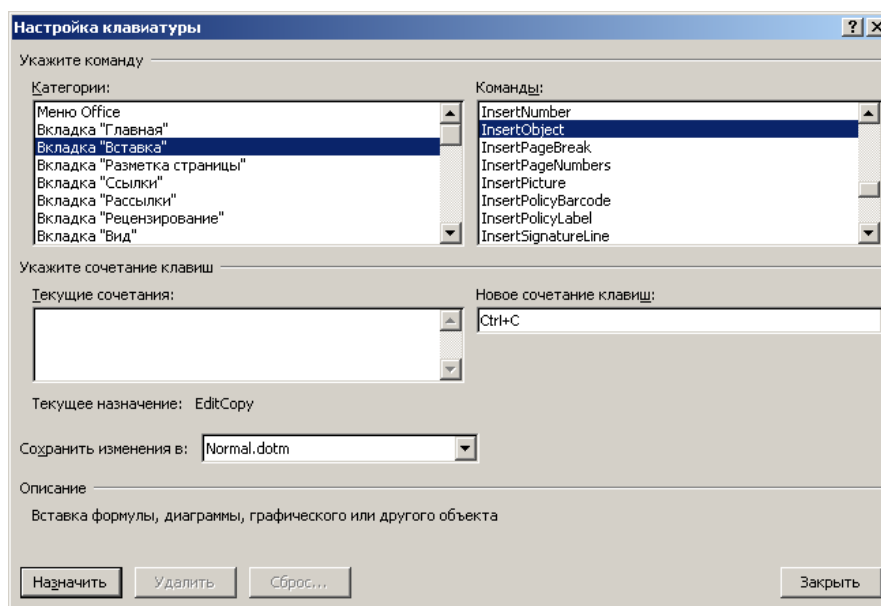 Настройка клавиатуры
Укажите команду
Категории:
Меню Office
Вкладка "Главная"
Вкладка "Вставка"
Вкладка "Разметка страницы"
Вкладка "Ссылки"
Вкладка "Рассылки"
Вкладка "Рецензирование"
Вкладка "Вид"
Команды:
InsertNumber
InsertObject
InsertPageBreak
InsertPageNumbers
InsertPicture
InsertPolicyBarcode
InsertPolicyLabel
InsertSignatureLine
Укажите сочетание клавиш
Текущие сочетания:
Новое сочетание клавиш:
Ctrl+C
Текущее назначение: EditCopy
Сохранить изменения в: Normal.dotm
Описание
Вставка формулы, диаграммы, графического или другого объекта
Назначить Удалить Сброс... Закрыть